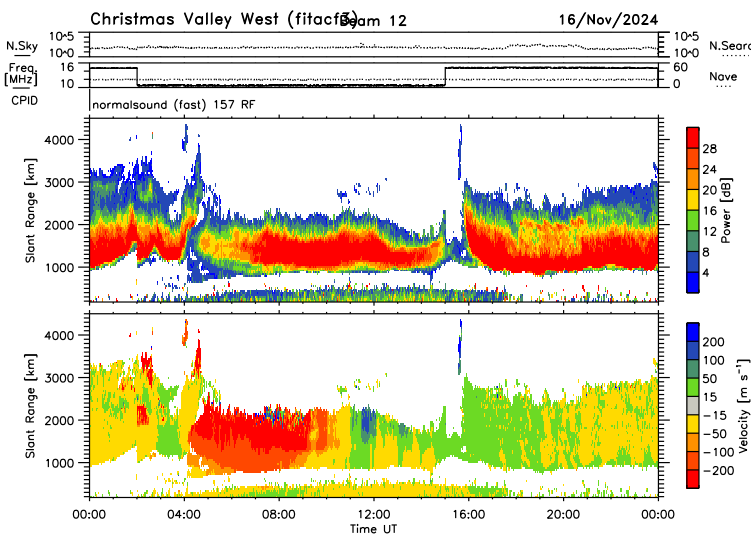 Christmas Valley West (fitacf3) Beam 12 16/Nov/2024
N.Sky 10^5 10^0 10^5 10^0 N.Sear
Freq [MHz] 16 10 60 0 Nave
CPID normalsound (fast) 157 RF
Slant Range [km] 4000 3000 2000 1000
28 24 20 16 12 8 4 Power [dB]
Slant Range [km] 4000 3000 2000 1000
200 100 50 15 -15 -50 -100 -200 Velocity [m s⁻¹]
00:00 04:00 08:00 12:00 16:00 20:00 00:00
Time UT